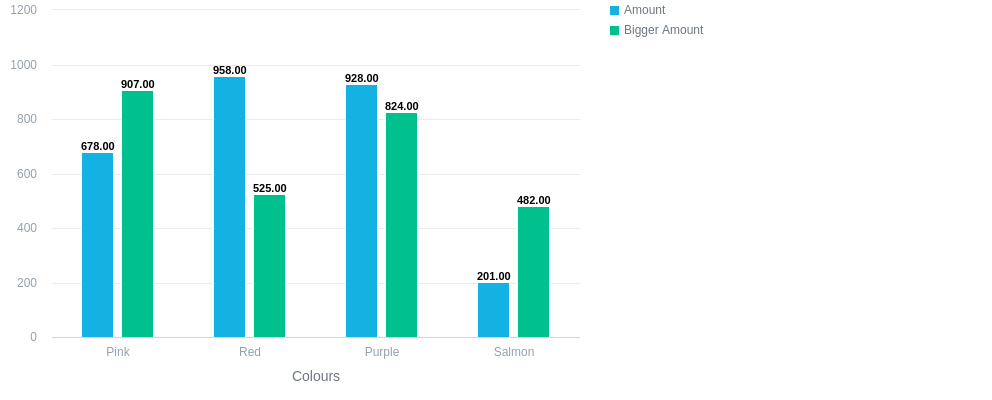 1200
1000
800
600
400
200
0
678.00
907.00
958.00
525.00
928.00
824.00
201.00
482.00
Pink
Red
Purple
Salmon
Colours
Amount
Bigger Amount